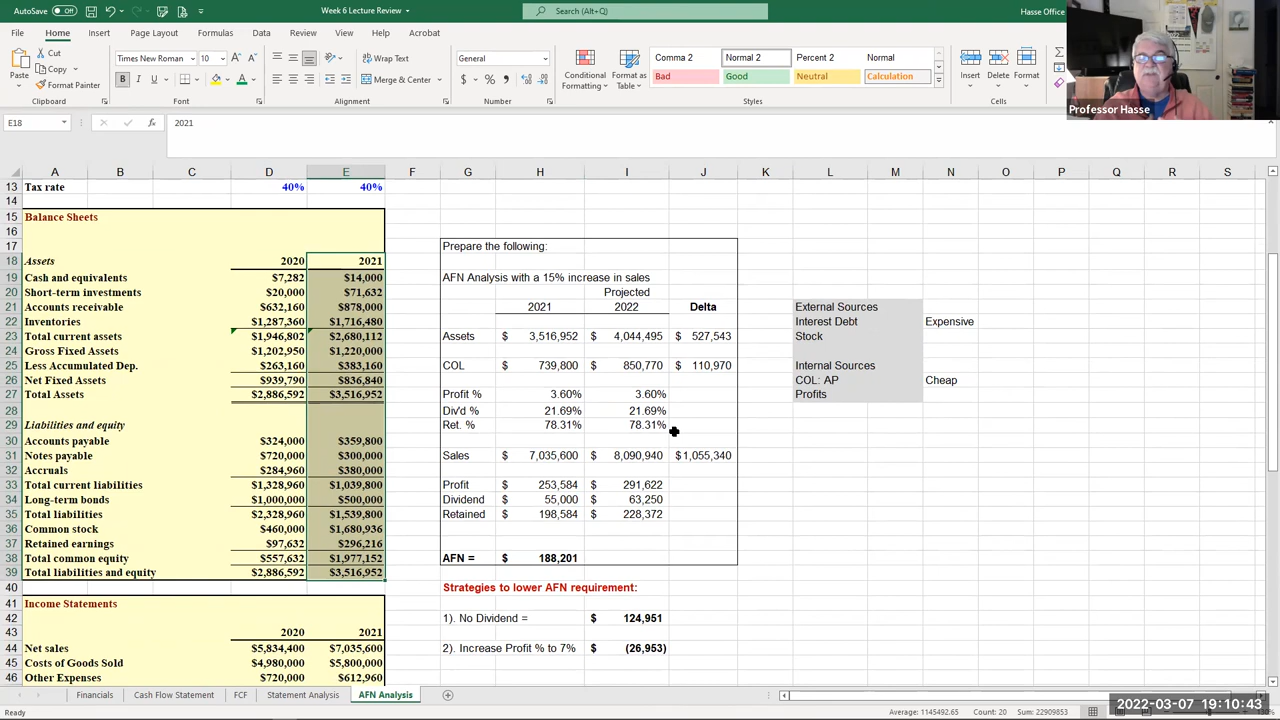 AutoSave Off Week 6 Lecture Review Search (Alt+Q) Hasse Office
File Home Insert Page Layout Formulas Data Review View Help Acrobat
Paste Cut Copy Format Painter Clipboard
Times New Roman 10 B I U Font
Wrap Text Merge & Center Alignment
General $ % Number
Conditional Formatting Format as Table
Comma 2 Normal 2 Percent 2 Normal
Bad Good Neutral Calculation
Styles
Insert Delete Format Cells
Professor Hasse
E18 fx 2021
A B C D E F G H I J K L M N O P Q R S
13 Tax rate 40% 40%
14
15 Balance Sheets
16
17 Prepare the following:
18 Assets 2020 2021
19 Cash and equivalents $7,282 $14,000 AFN Analysis with a 15% increase in sales
20 Short-term investments $20,000 $71,632 Projected
21 Accounts receivable $632,160 $878,000 2021 2022 Delta External Sources
22 Inventories $1,287,360 $1,716,480 Interest Debt Expensive
23 Total current assets $1,946,802 $2,680,112 Assets $ 3,516,952 $ 4,044,495 $ 527,543 Stock
24 Gross Fixed Assets $1,202,950 $1,220,000
25 Less Accumulated Dep. $263,160 $383,160 COL $ 739,800 $ 850,770 $ 110,970 Internal Sources
26 Net Fixed Assets $939,790 $836,840 COL: AP Cheap
27 Total Assets $2,886,592 $3,516,952 Profit % 3.60% 3.60% Profits
28 Div'd % 21.69% 21.69%
29 Liabilities and equity Ret. % 78.31% 78.31%
30 Accounts payable $324,000 $359,800
31 Notes payable $720,000 $300,000 Sales $ 7,035,600 $ 8,090,940 $1,055,340
32 Accruals $284,960 $380,000
33 Total current liabilities $1,328,960 $1,039,800 Profit $ 253,584 $ 291,622
34 Long-term bonds $1,000,000 $500,000 Dividend $ 55,000 $ 63,250
35 Total liabilities $2,328,960 $1,539,800 Retained $ 198,584 $ 228,372
36 Common stock $460,000 $1,680,936
37 Retained earnings $97,632 $296,216
38 Total common equity $557,632 $1,977,152 AFN = $ 188,201
39 Total liabilities and equity $2,886,592 $3,516,952
40 Strategies to lower AFN requirement:
41 Income Statements
42 1). No Dividend = $ 124,951
43 2020 2021
44 Net sales $5,834,400 $7,035,600 2). Increase Profit % to 7% $ (26,953)
45 Costs of Goods Sold $4,980,000 $5,800,000
46 Other Expenses $720,000 $612,960
Financials Cash Flow Statement FCF Statement Analysis AFN Analysis
Average: 1145492.65 Count: 20 Sum: 22909853
2022-03-07 19:10:43